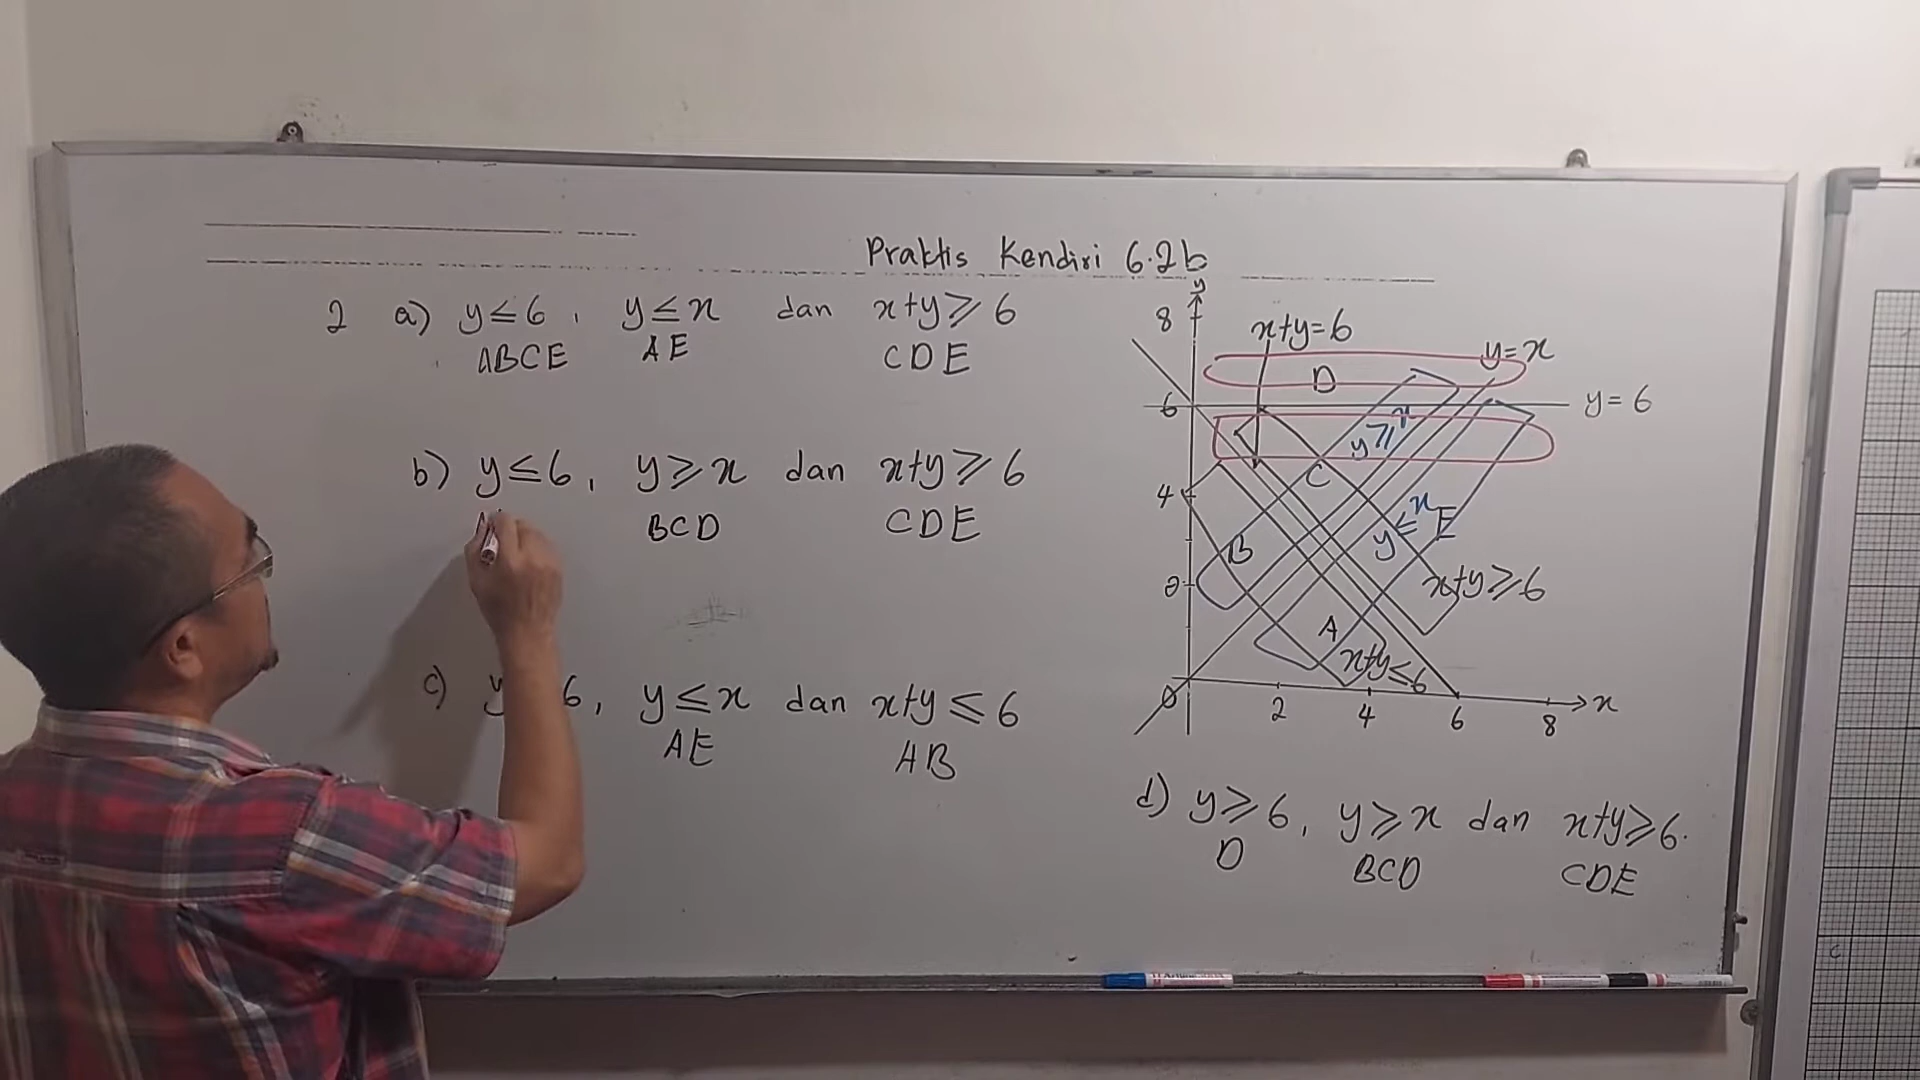 Praktis Kendiri 6.2b
2 a) y≤6, y≤x dan x+y≥6
ABCE AE CDE
b) y≤6, y≥x dan x+y≥6
BCD CDE
c) y 6, y≤x dan x+y≤6
AE AB
y
8
x+y=6
y=x
D
6
y=6
y≥x
C
4
y≤x
E
B
2
x+y≥6
A
x+y≤6
0 2 4 6 8 x
d) y≥6, y≥x dan x+y≥6.
D BCD CDE